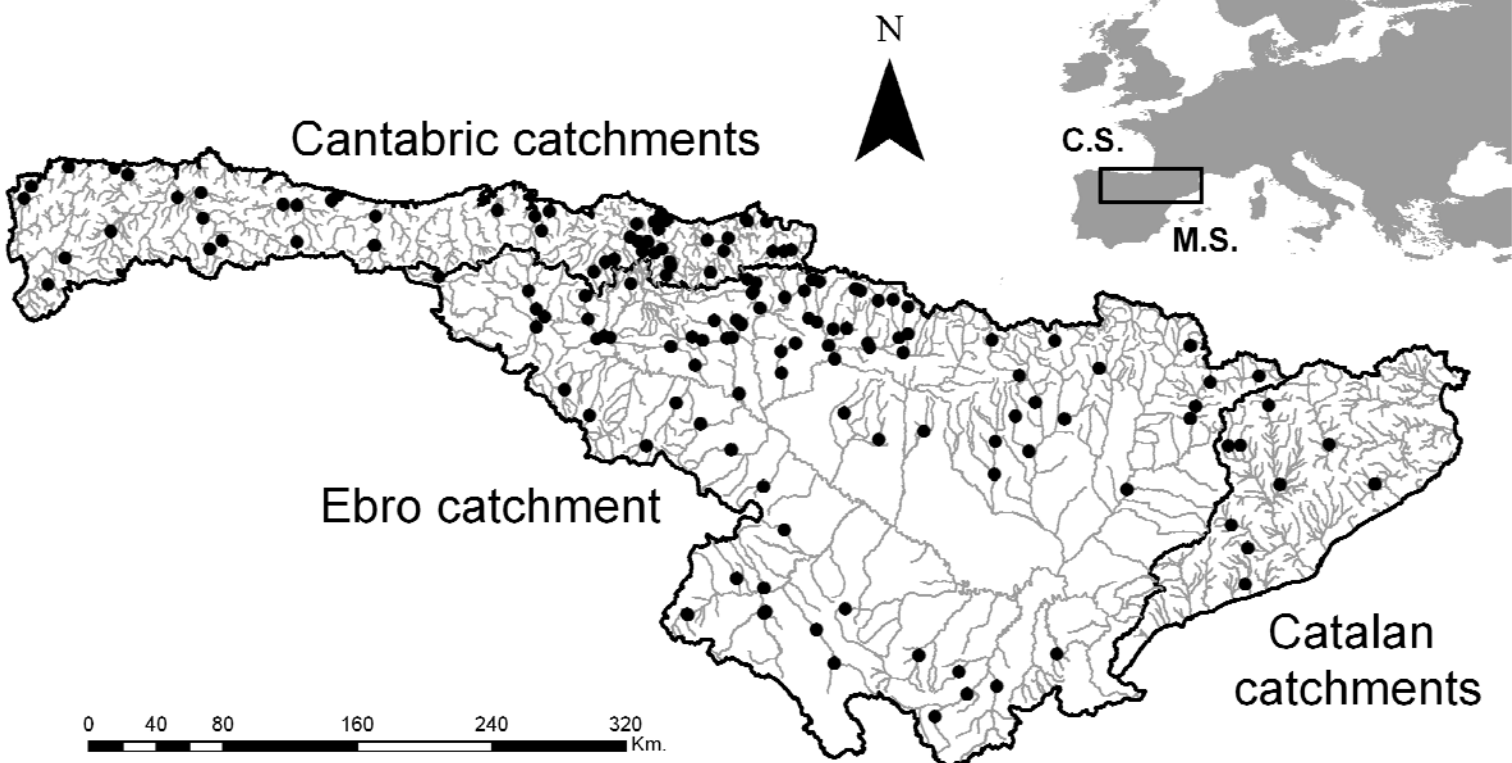 N
Cantabric catchments
C.S.
M.S.
Ebro catchment
Catalan
catchments
0 40 80 160 240 320
Km.